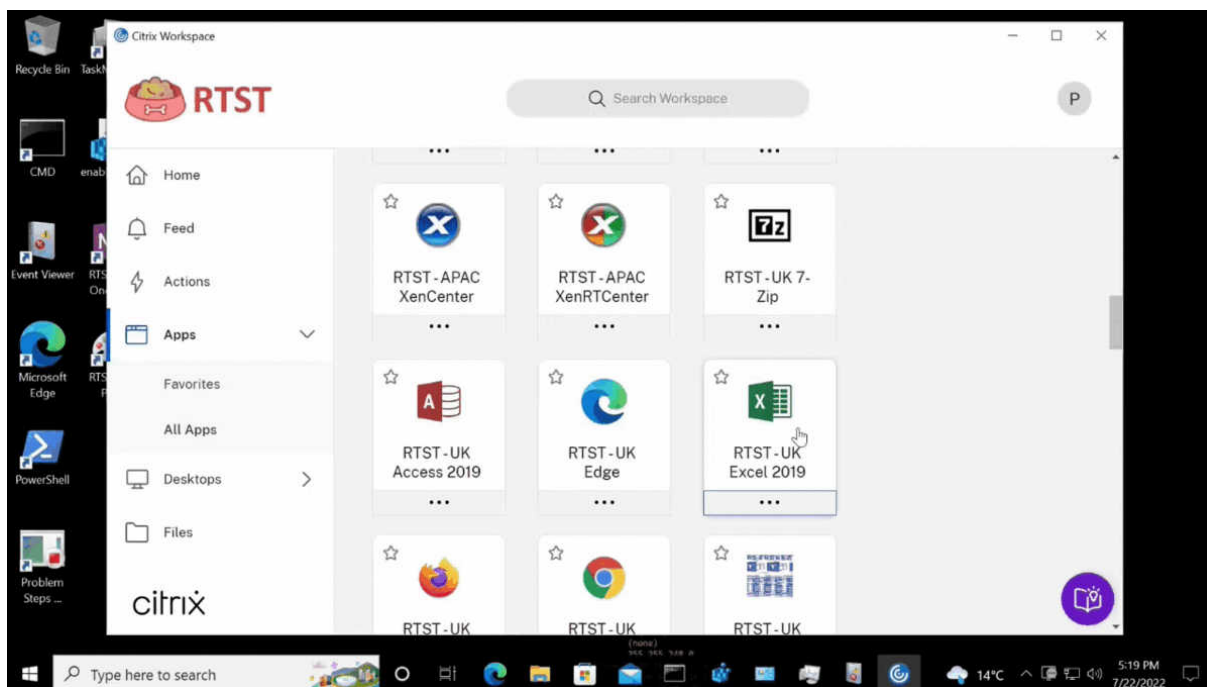 Recycle Bin
TaskM
CMD
enab
Event Viewer
RTS
On
Microsoft
Edge
RTS
P
PowerShell
Problem
Steps ...
Citrix Workspace
RTST
Search Workspace
P
Home
Feed
Actions
Apps
Favorites
All Apps
Desktops
Files
citrix
RTST - APAC
XenCenter
RTST - APAC
XenRTCenter
7z
RTST - UK 7-
Zip
A
RTST - UK
Access 2019
RTST - UK
Edge
X
RTST - UK
Excel 2019
RTST - UK
RTST - UK
RTST - UK
(none)
Type here to search
14°C
5:19 PM
7/22/2022